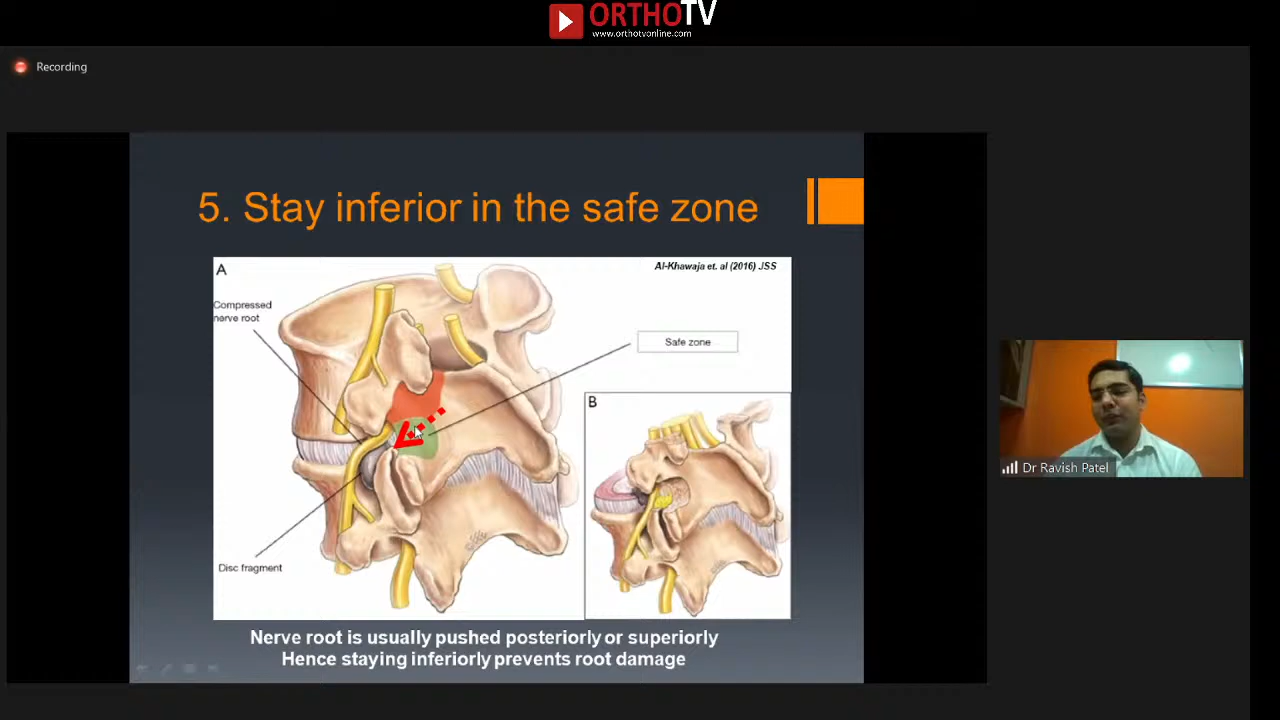 ORTHOTV
www.orthotvonline.com
Recording
5. Stay inferior in the safe zone
A
Al-Khawaja et. al (2016) JSS
Compressed
nerve root
Safe zone
B
Dr Ravish Patel
Disc fragment
Nerve root is usually pushed posteriorly or superiorly
Hence staying inferiorly prevents root damage